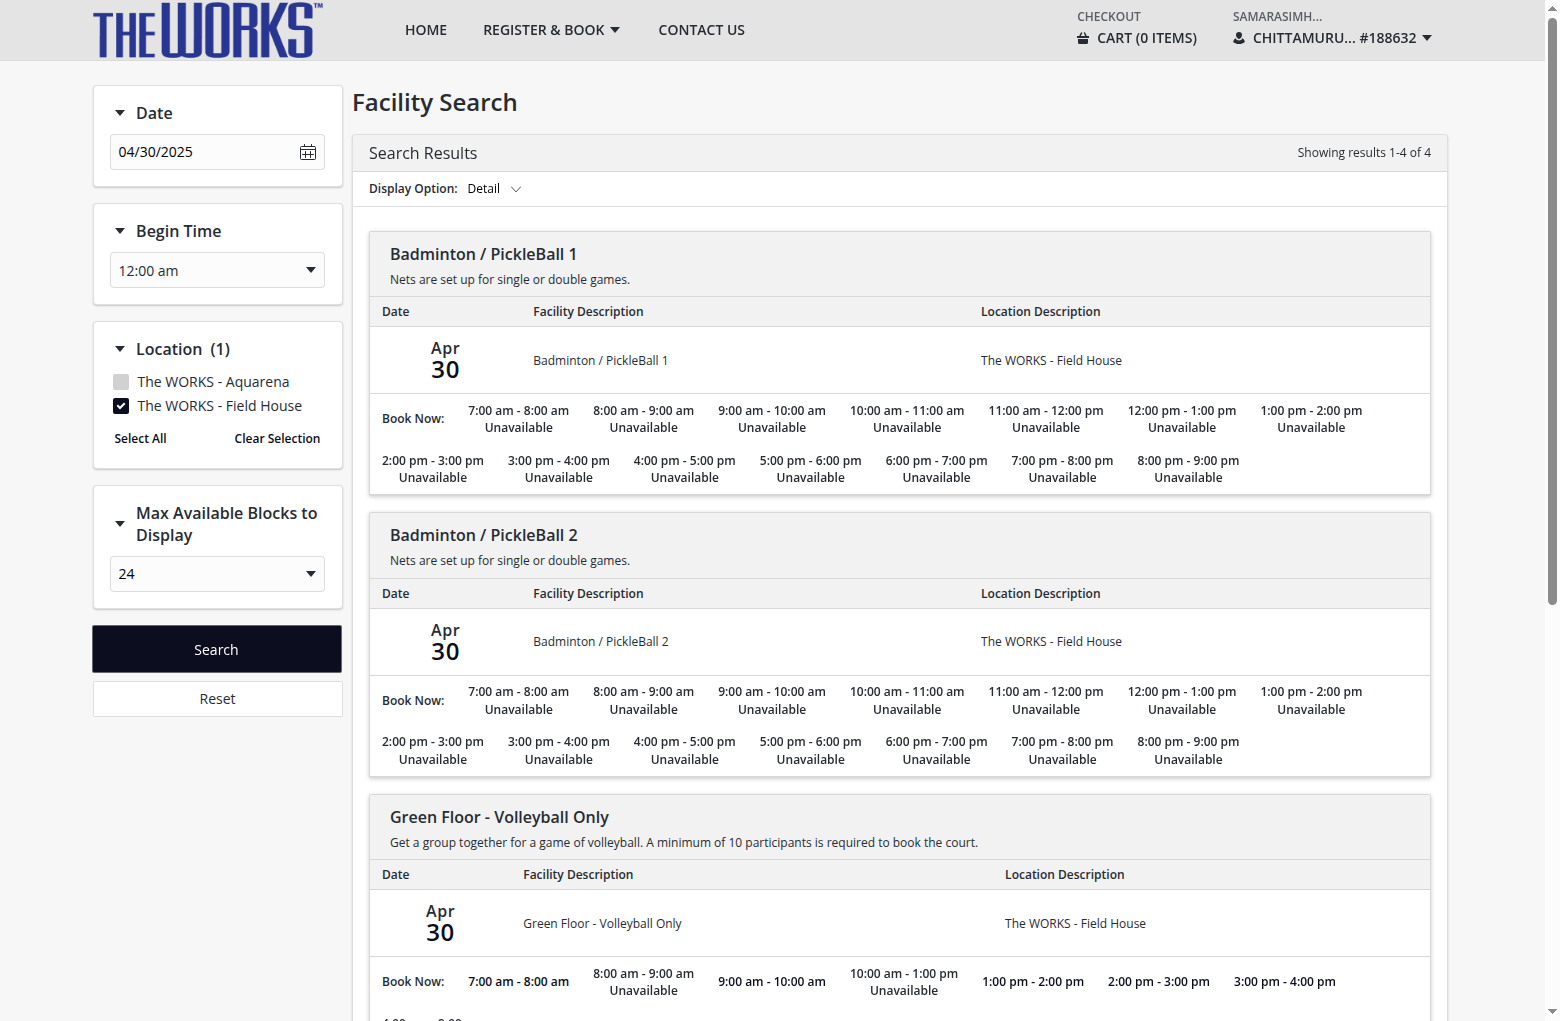 THEWORKS™
HOME
REGISTER & BOOK
CONTACT US
CHECKOUT
CART (0 ITEMS)
SAMARASIMH...
CHITTAMURU... #188632
Date
04/30/2025
Begin Time
12:00 am
Location (1)
The WORKS - Aquarena
The WORKS - Field House
Select All
Clear Selection
Max Available Blocks to
Display
24
Search
Reset
Facility Search
Search Results
Showing results 1-4 of 4
Display Option: Detail
Badminton / PickleBall 1
Nets are set up for single or double games.
Date Facility Description Location Description
Apr
30
Badminton / PickleBall 1
The WORKS - Field House
Book Now:
7:00 am - 8:00 am
Unavailable
8:00 am - 9:00 am
Unavailable
9:00 am - 10:00 am
Unavailable
10:00 am - 11:00 am
Unavailable
11:00 am - 12:00 pm
Unavailable
12:00 pm - 1:00 pm
Unavailable
1:00 pm - 2:00 pm
Unavailable
2:00 pm - 3:00 pm
Unavailable
3:00 pm - 4:00 pm
Unavailable
4:00 pm - 5:00 pm
Unavailable
5:00 pm - 6:00 pm
Unavailable
6:00 pm - 7:00 pm
Unavailable
7:00 pm - 8:00 pm
Unavailable
8:00 pm - 9:00 pm
Unavailable
Badminton / PickleBall 2
Nets are set up for single or double games.
Date Facility Description Location Description
Apr
30
Badminton / PickleBall 2
The WORKS - Field House
Book Now:
7:00 am - 8:00 am
Unavailable
8:00 am - 9:00 am
Unavailable
9:00 am - 10:00 am
Unavailable
10:00 am - 11:00 am
Unavailable
11:00 am - 12:00 pm
Unavailable
12:00 pm - 1:00 pm
Unavailable
1:00 pm - 2:00 pm
Unavailable
2:00 pm - 3:00 pm
Unavailable
3:00 pm - 4:00 pm
Unavailable
4:00 pm - 5:00 pm
Unavailable
5:00 pm - 6:00 pm
Unavailable
6:00 pm - 7:00 pm
Unavailable
7:00 pm - 8:00 pm
Unavailable
8:00 pm - 9:00 pm
Unavailable
Green Floor - Volleyball Only
Get a group together for a game of volleyball. A minimum of 10 participants is required to book the court.
Date Facility Description Location Description
Apr
30
Green Floor - Volleyball Only
The WORKS - Field House
Book Now:
7:00 am - 8:00 am
8:00 am - 9:00 am
Unavailable
9:00 am - 10:00 am
10:00 am - 1:00 pm
Unavailable
1:00 pm - 2:00 pm
2:00 pm - 3:00 pm
3:00 pm - 4:00 pm